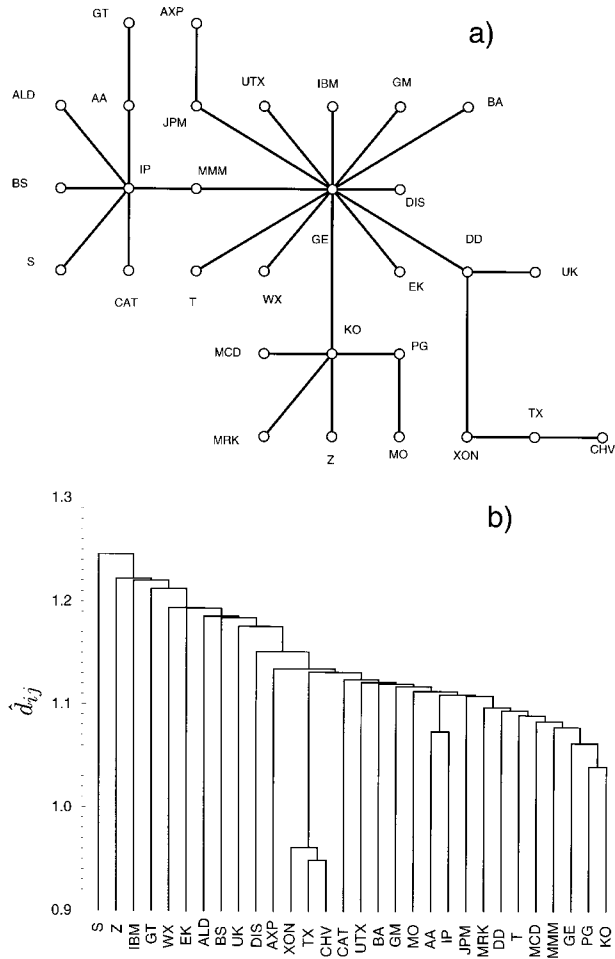 GT
AXP
a)
ALD
AA
UTX
IBM
GM
BA
JPM
IP
MMM
BS
DIS
GE
DD
S
CAT
T
WX
EK
UK
KO
MCD
PG
TX
MRK
Z
MO
XON
CHV
b)
1.3
1.2
1.1
1.0
0.9
d̂ij
S Z IBM GT WX EK ALD BS UK DIS AXP XON TX CHV CAT UTX BA GM MO AA IP JPM MRK DD T MCD MMM GE PG KO